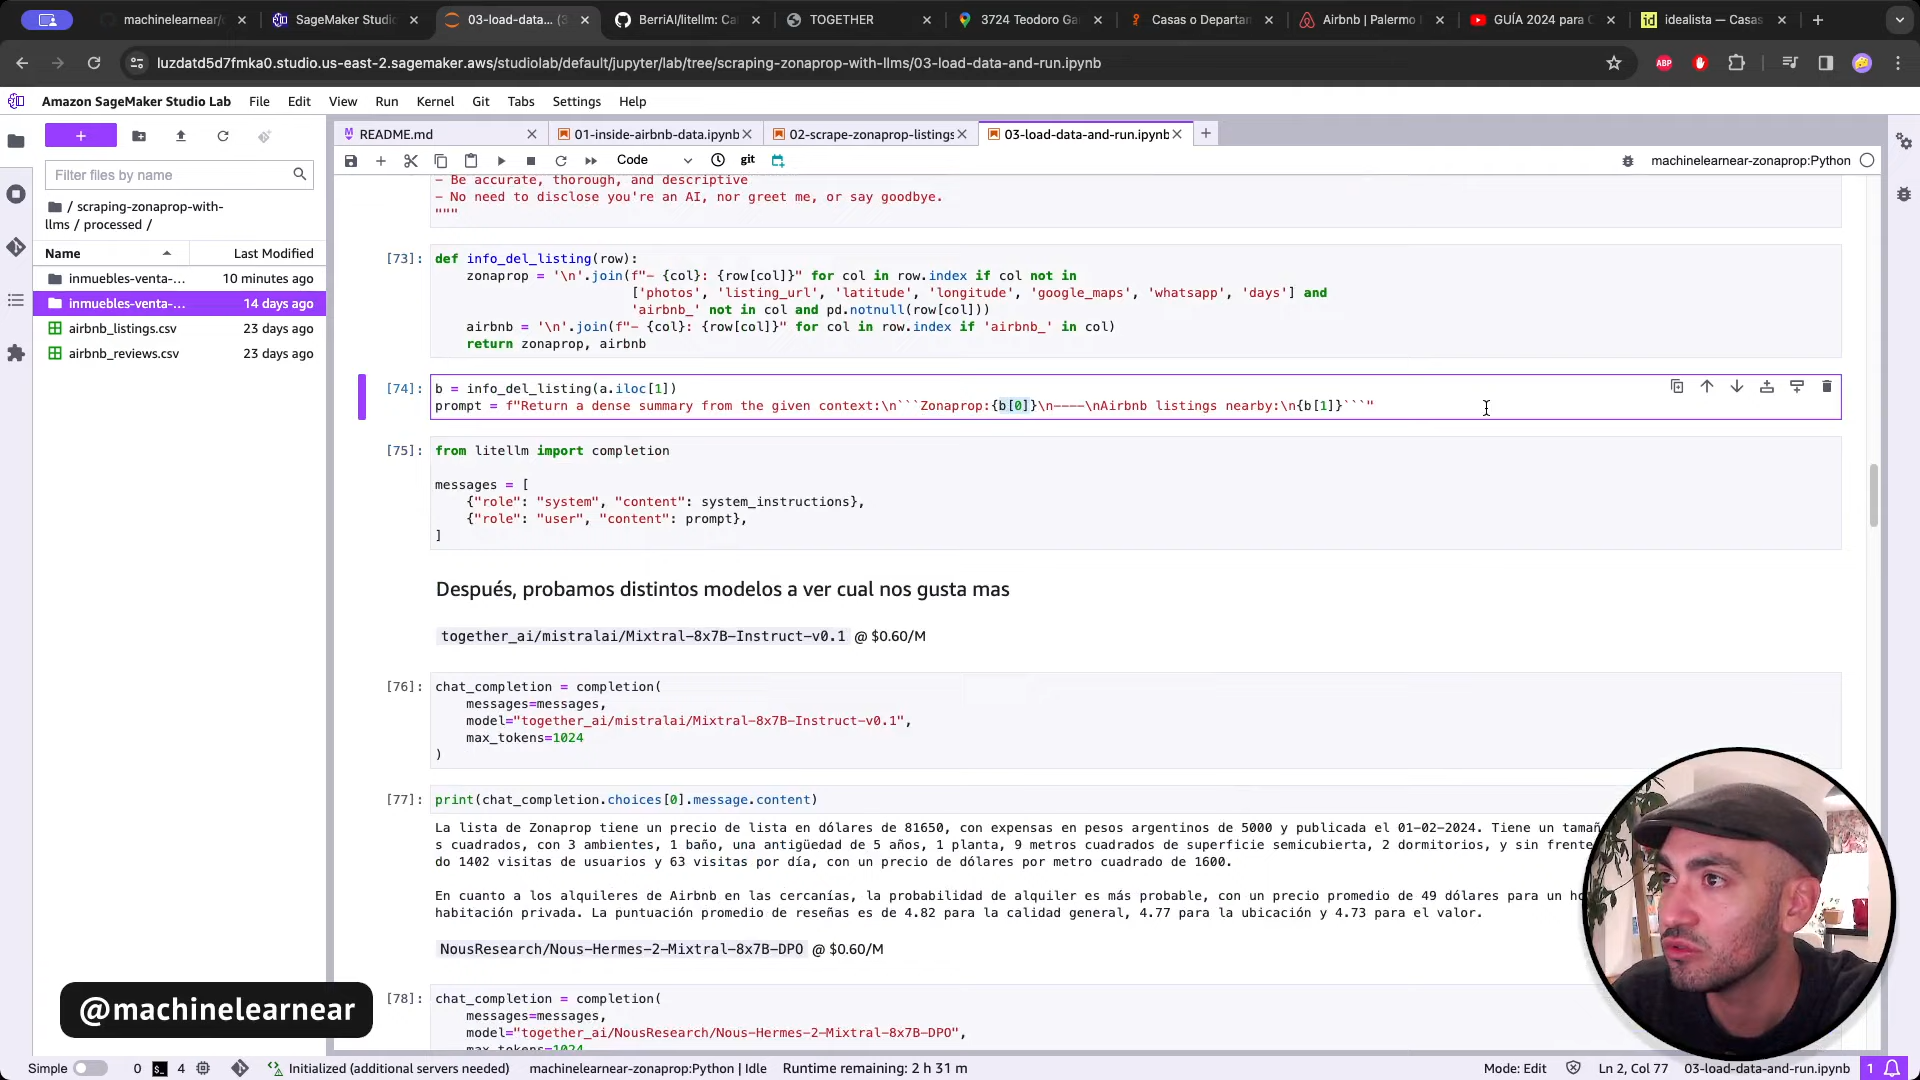 machinelearnear/
SageMaker Studio
03-load-data...
BerriAI/litellm: Ca
TOGETHER
3724 Teodoro Ga
Casas o Departan
Airbnb | Palermo
GUÍA 2024 para
idealista — Casas
luzdatd5d7fmka0.studio.us-east-2.sagemaker.aws/studiolab/default/jupyter/lab/tree/scraping-zonaprop-with-llms/03-load-data-and-run.ipynb
ABP
Amazon SageMaker Studio Lab File Edit View Run Kernel Git Tabs Settings Help
README.md
01-inside-airbnb-data.ipynb
02-scrape-zonaprop-listings
03-load-data-and-run.ipynb
Code
git
machinelearnear-zonaprop:Python
Filter files by name
/ scraping-zonaprop-with-
llms / processed /
Name Last Modified
inmuebles-venta-... 10 minutes ago
inmuebles-venta-... 14 days ago
airbnb_listings.csv 23 days ago
airbnb_reviews.csv 23 days ago
- Be accurate, thorough, and descriptive
- No need to disclose you're an AI, nor greet me, or say goodbye.
"""
[73]: def info_del_listing(row):
zonaprop = '\n'.join(f"- {col}: {row[col]}" for col in row.index if col not in
['photos', 'listing_url', 'latitude', 'longitude', 'google_maps', 'whatsapp', 'days'] and
'airbnb_' not in col and pd.notnull(row[col]))
airbnb = '\n'.join(f"- {col}: {row[col]}" for col in row.index if 'airbnb_' in col)
return zonaprop, airbnb
[74]: b = info_del_listing(a.iloc[1])
prompt = f"Return a dense summary from the given context:\n```Zonaprop:{b[0]}\n----\nAirbnb listings nearby:\n{b[1]}```"
[75]: from litellm import completion
messages = [
{"role": "system", "content": system_instructions},
{"role": "user", "content": prompt},
]
Después, probamos distintos modelos a ver cual nos gusta mas
together_ai/mistralai/Mixtral-8x7B-Instruct-v0.1 @ $0.60/M
[76]: chat_completion = completion(
messages=messages,
model="together_ai/mistralai/Mixtral-8x7B-Instruct-v0.1",
max_tokens=1024
)
[77]: print(chat_completion.choices[0].message.content)
La lista de Zonaprop tiene un precio de lista en dólares de 81650, con expensas en pesos argentinos de 5000 y publicada el 01-02-2024. Tiene un
s cuadrados, con 3 ambientes, 1 baño, una antigüedad de 5 años, 1 planta, 9 metros cuadrados de superficie semicubierta, 2 dormitorios, y sin frente
do 1402 visitas de usuarios y 63 visitas por día, con un precio de dólares por metro cuadrado de 1600.
En cuanto a los alquileres de Airbnb en las cercanías, la probabilidad de alquiler es más probable, con un precio promedio de 49 dólares para un
habitación privada. La puntuación promedio de reseñas es de 4.82 para la calidad general, 4.77 para la ubicación y 4.73 para el valor.
NousResearch/Nous-Hermes-2-Mixtral-8x7B-DPO @ $0.60/M
[78]: chat_completion = completion(
messages=messages,
model="together_ai/NousResearch/Nous-Hermes-2-Mixtral-8x7B-DPO",
max_tokens=1024
@machinelearnear
Simple 0 4 Initialized (additional servers needed) machinelearnear-zonaprop:Python | Idle Runtime remaining: 2 h 31 m Mode: Edit Ln 2, Col 77 03-load-data-and-run.ipynb 1